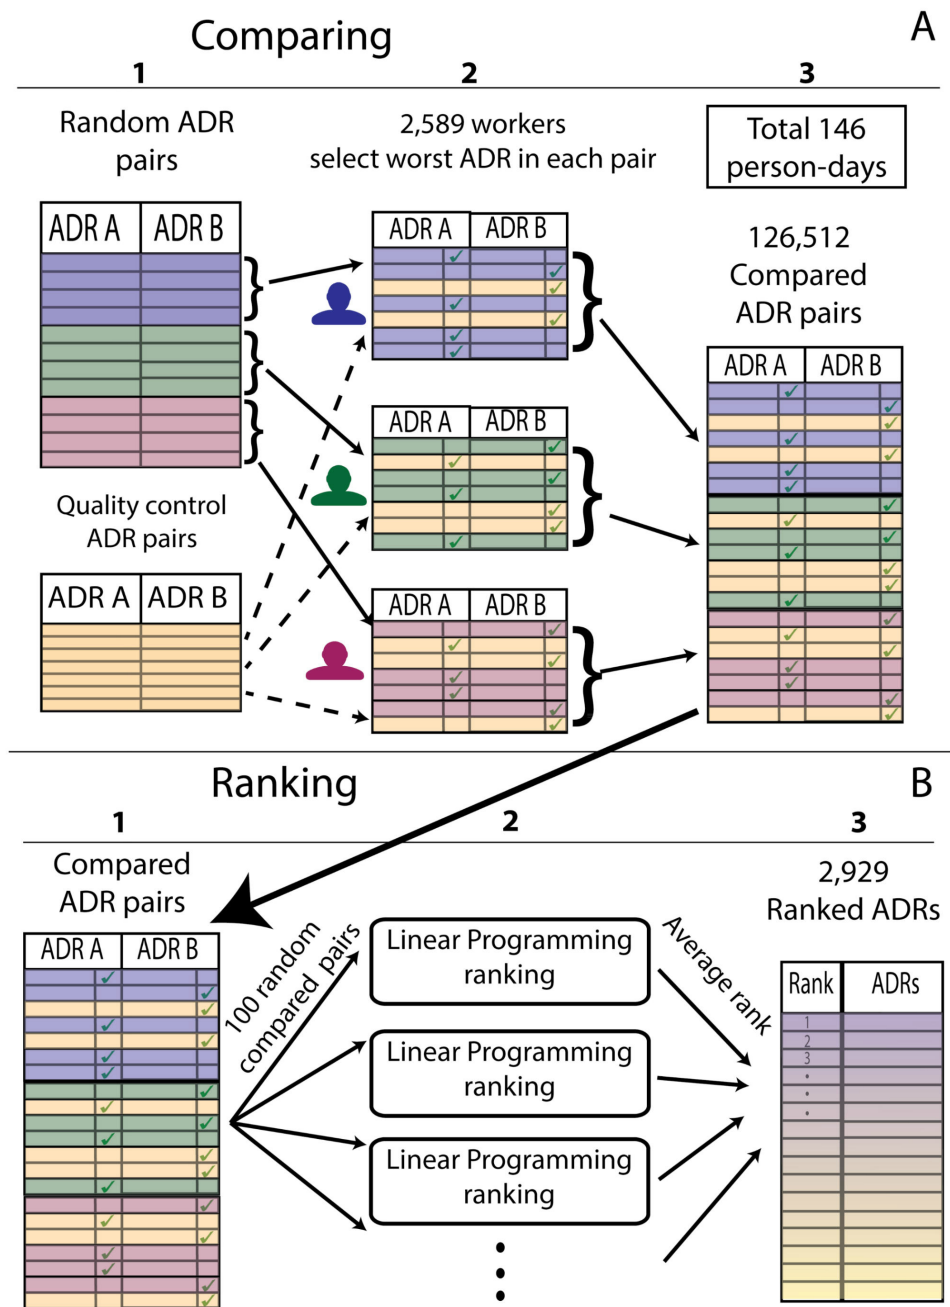 Comparing
A
1
2
3
Random ADR
pairs
2,589 workers
select worst ADR in each pair
Total 146
person-days
ADR A ADR B
ADR A ADR B
126,512
Compared
ADR pairs
ADR A ADR B
ADR A ADR B
Quality control
ADR pairs
ADR A ADR B
ADR A ADR B
Ranking
B
1
2
3
Compared
ADR pairs
2,929
Ranked ADRs
ADR A ADR B
100 random
compared pairs
Linear Programming
ranking
Average rank
Rank ADRs
1
2
3
Linear Programming
ranking
Linear Programming
ranking